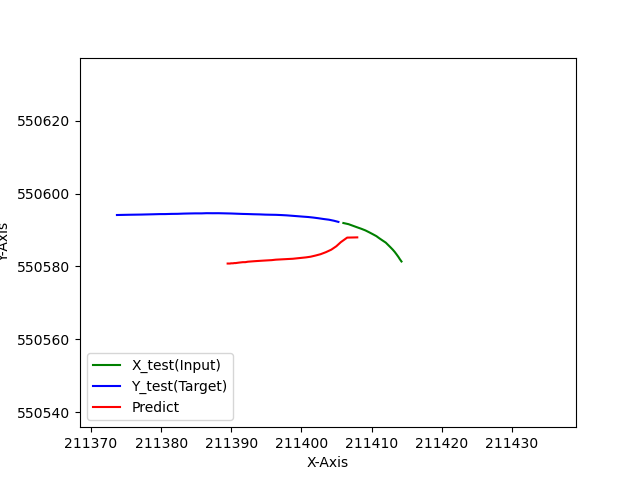 550620
550600
550580
550560
550540
Y-Axis
X_test(Input)
Y_test(Target)
Predict
211370 211380 211390 211400 211410 211420 211430
X-Axis